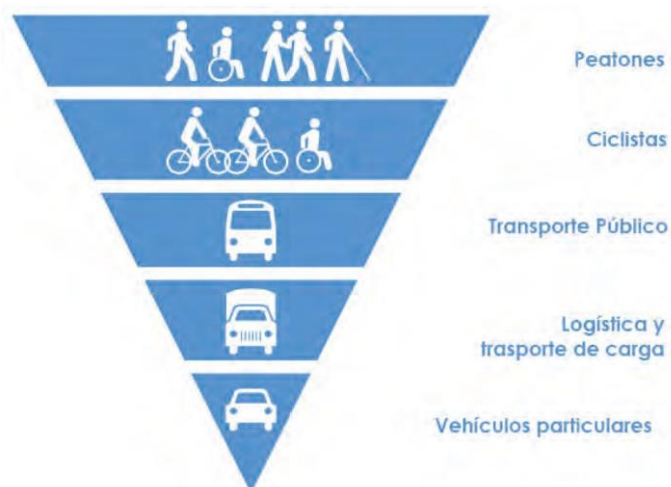 Peatones
Ciclistas
Transporte Público
Logística y
trasporte de carga
Vehículos particulares